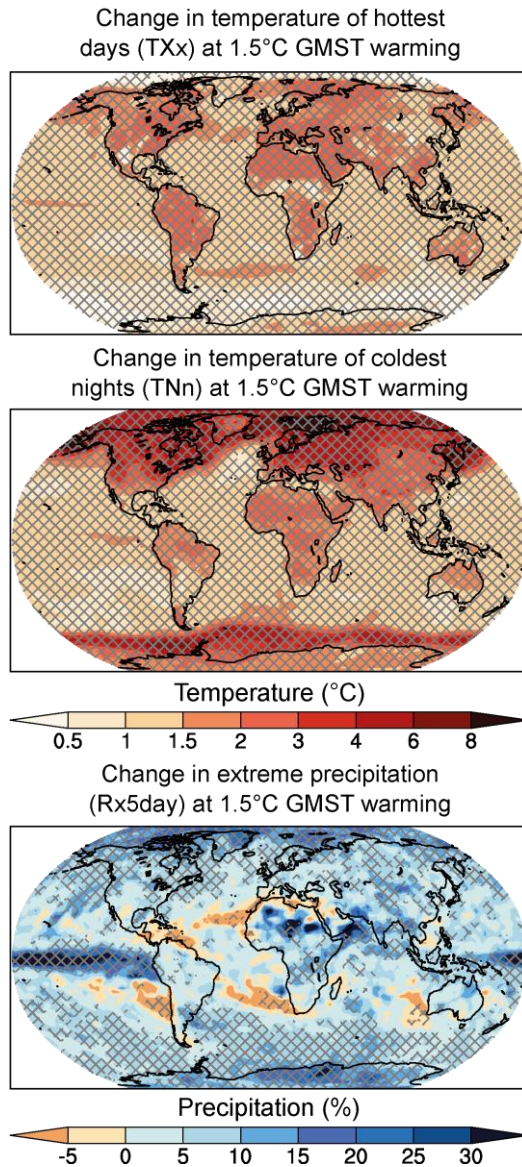 Change in temperature of hottest
days (TXx) at 1.5°C GMST warming
Change in temperature of coldest
nights (TNn) at 1.5°C GMST warming
Temperature (°C)
0.5 1 1.5 2 3 4 6 8
Change in extreme precipitation
(Rx5day) at 1.5°C GMST warming
Precipitation (%)
-5 0 5 10 15 20 25 30